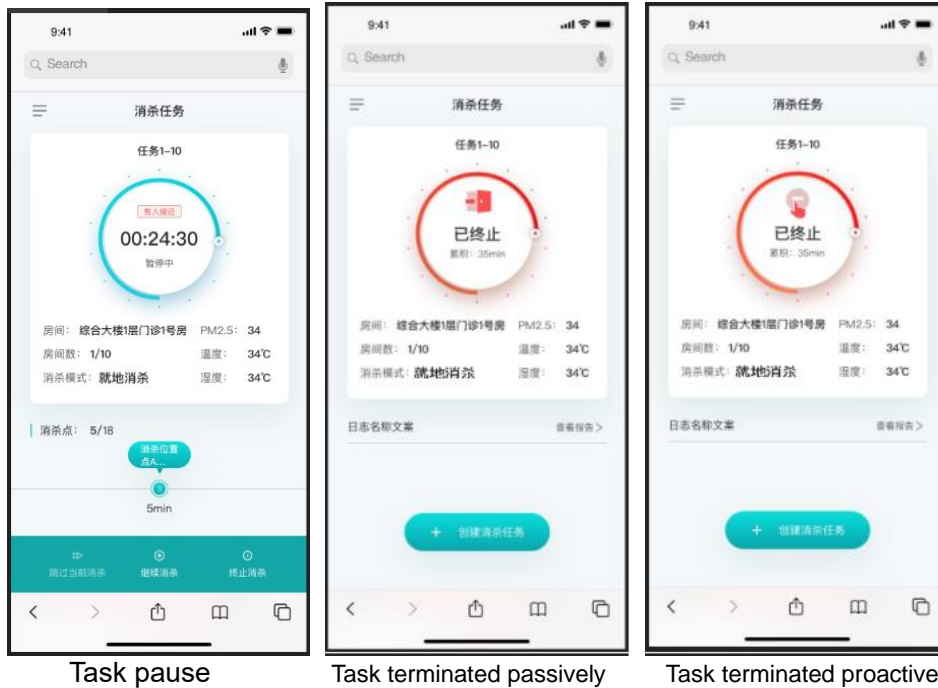 9:41
Search
消杀任务
任务1-10
有人接近
00:24:30
暂停中
房间： 综合大楼1层门诊1号房 PM2.5： 34
房间数： 1/10 温度： 34℃
消杀模式： 就地消杀 湿度： 34℃
消杀点： 5/18
消杀位置
点A...
5min
跳过当前消杀 继续消杀 终止消杀
Task pause
9:41
Search
消杀任务
任务1-10
已终止
累积： 35min
房间： 综合大楼1层门诊1号房 PM2.5： 34
房间数： 1/10 温度： 34℃
消杀模式： 就地消杀 湿度： 34℃
日志名称文案 查看报告>
+ 创建消杀任务
Task terminated passively
9:41
Search
消杀任务
任务1-10
已终止
累积： 35min
房间： 综合大楼1层门诊1号房 PM2.5： 34
房间数： 1/10 温度： 34℃
消杀模式： 就地消杀 湿度： 34℃
日志名称文案 查看报告>
+ 创建消杀任务
Task terminated proactive